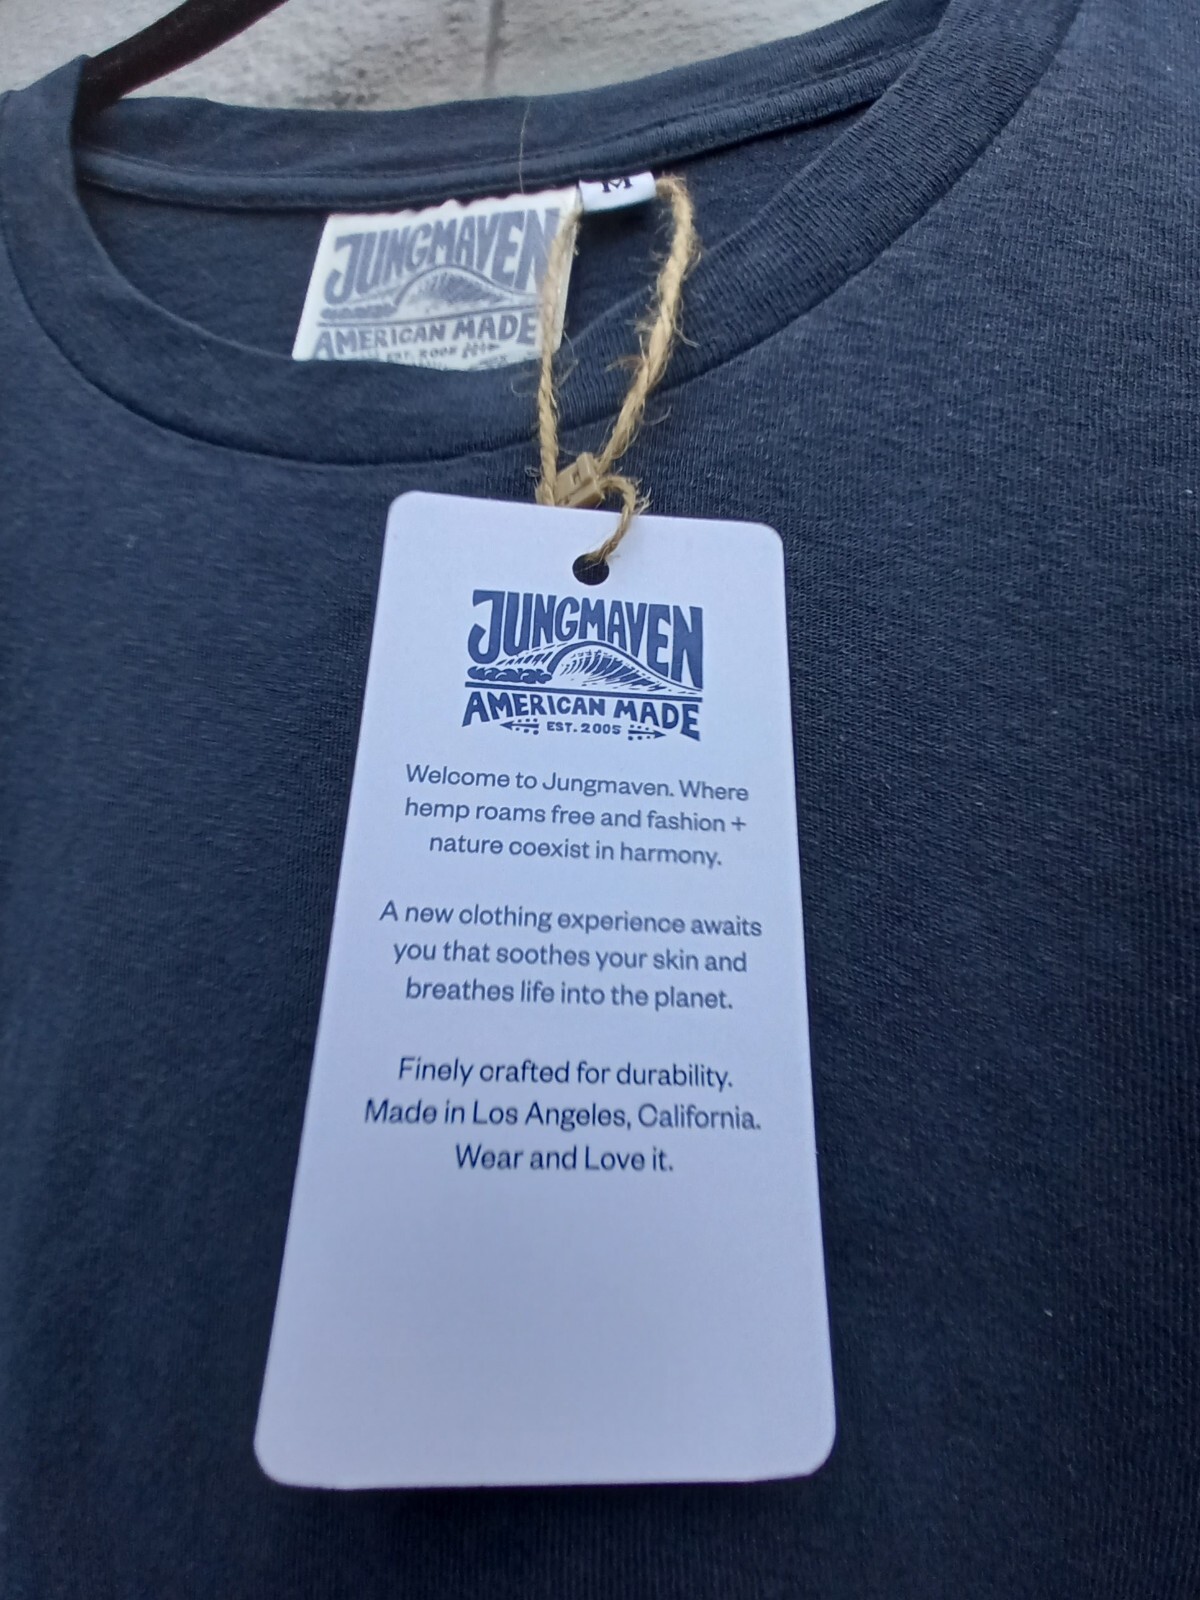 M
JUNGMAVEN
AMERICAN MADE
EST. 2005
JUNGMAVEN
AMERICAN MADE
EST. 2005
Welcome to Jungmaven. Where
hemp roams free and fashion +
nature coexist in harmony.
A new clothing experience awaits
you that soothes your skin and
breathes life into the planet.
Finely crafted for durability.
Made in Los Angeles, California.
Wear and Love it.